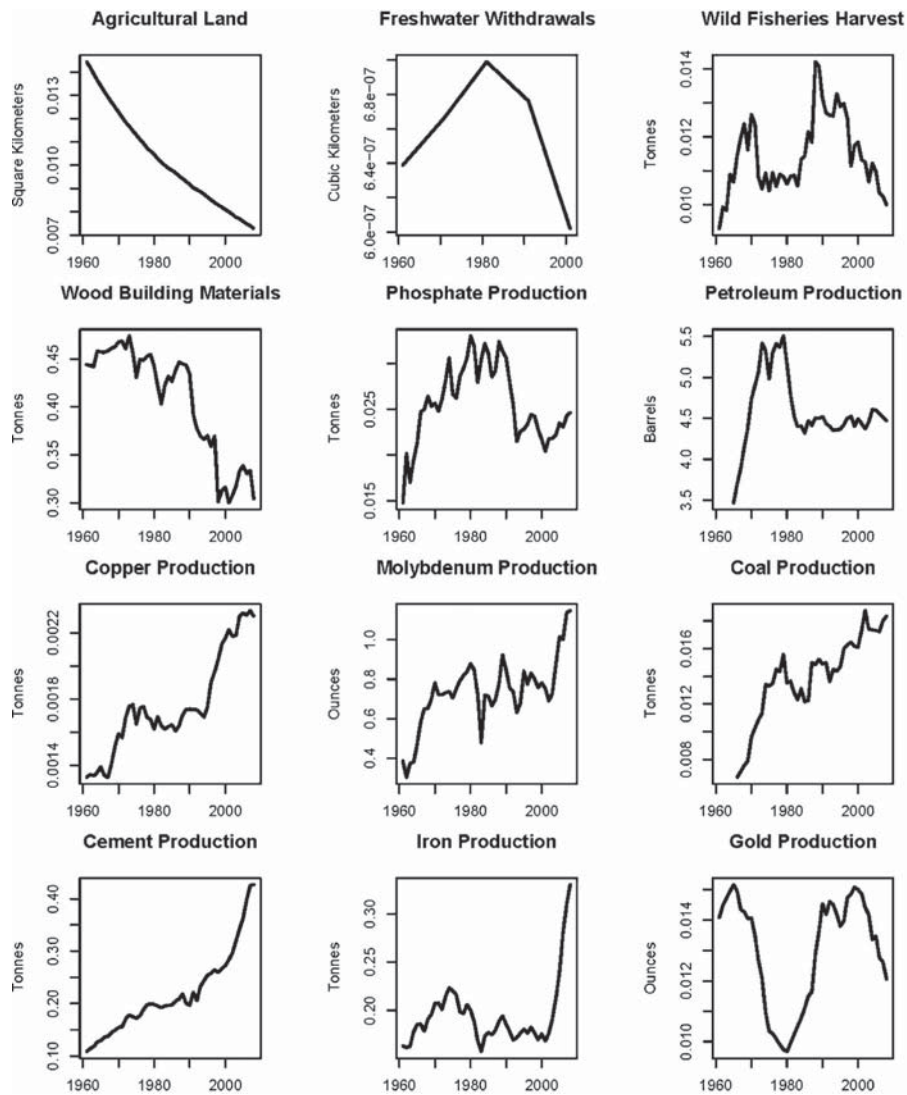 Agricultural Land
Freshwater Withdrawals
Wild Fisheries Harvest
Square Kilometers
0.013
0.010
0.007
1960 1980 2000
Cubic Kilometers
6.8e−07
6.4e−07
6.0e−07
1960 1980 2000
Tonnes
0.014
0.012
0.010
1960 1980 2000
Wood Building Materials
Phosphate Production
Petroleum Production
Tonnes
0.45
0.40
0.35
0.30
1960 1980 2000
Tonnes
0.025
0.015
1960 1980 2000
Barrels
5.5
5.0
4.5
4.0
3.5
1960 1980 2000
Copper Production
Molybdenum Production
Coal Production
Tonnes
0.0022
0.0018
0.0014
1960 1980 2000
Ounces
1.0
0.8
0.6
0.4
1960 1980 2000
Tonnes
0.016
0.012
0.008
1960 1980 2000
Cement Production
Iron Production
Gold Production
Tonnes
0.40
0.30
0.20
0.10
1960 1980 2000
Tonnes
0.30
0.25
0.20
1960 1980 2000
Ounces
0.014
0.012
0.010
1960 1980 2000